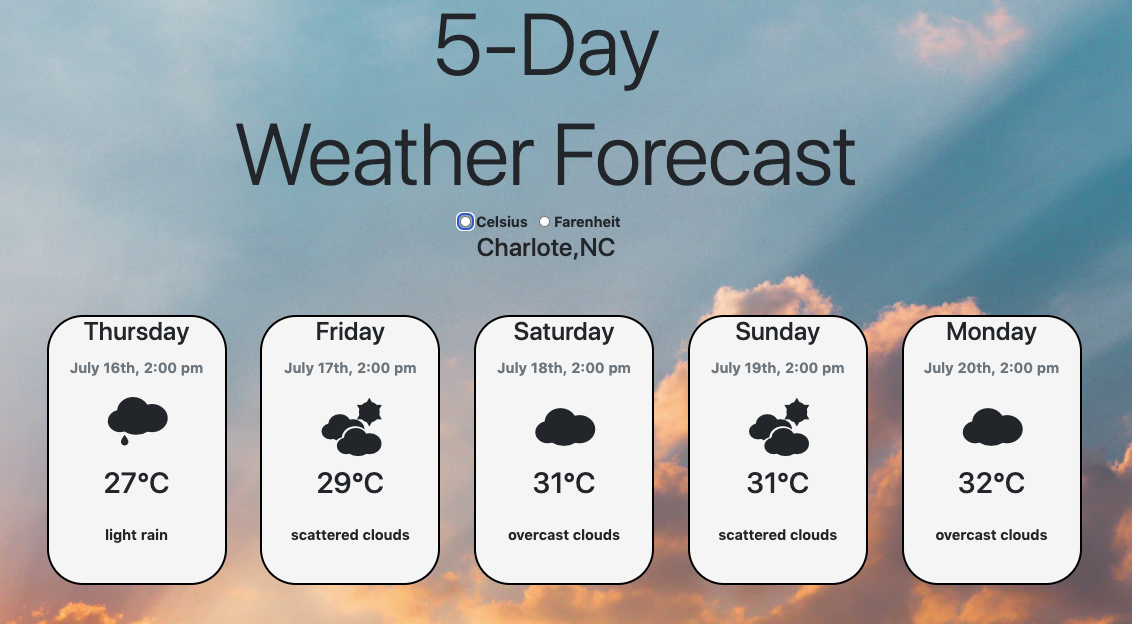 5-Day
Weather Forecast
Celsius Farenheit
Charlote,NC
Thursday
July 16th, 2:00 pm
27°C
light rain
Friday
July 17th, 2:00 pm
29°C
scattered clouds
Saturday
July 18th, 2:00 pm
31°C
overcast clouds
Sunday
July 19th, 2:00 pm
31°C
scattered clouds
Monday
July 20th, 2:00 pm
32°C
overcast clouds